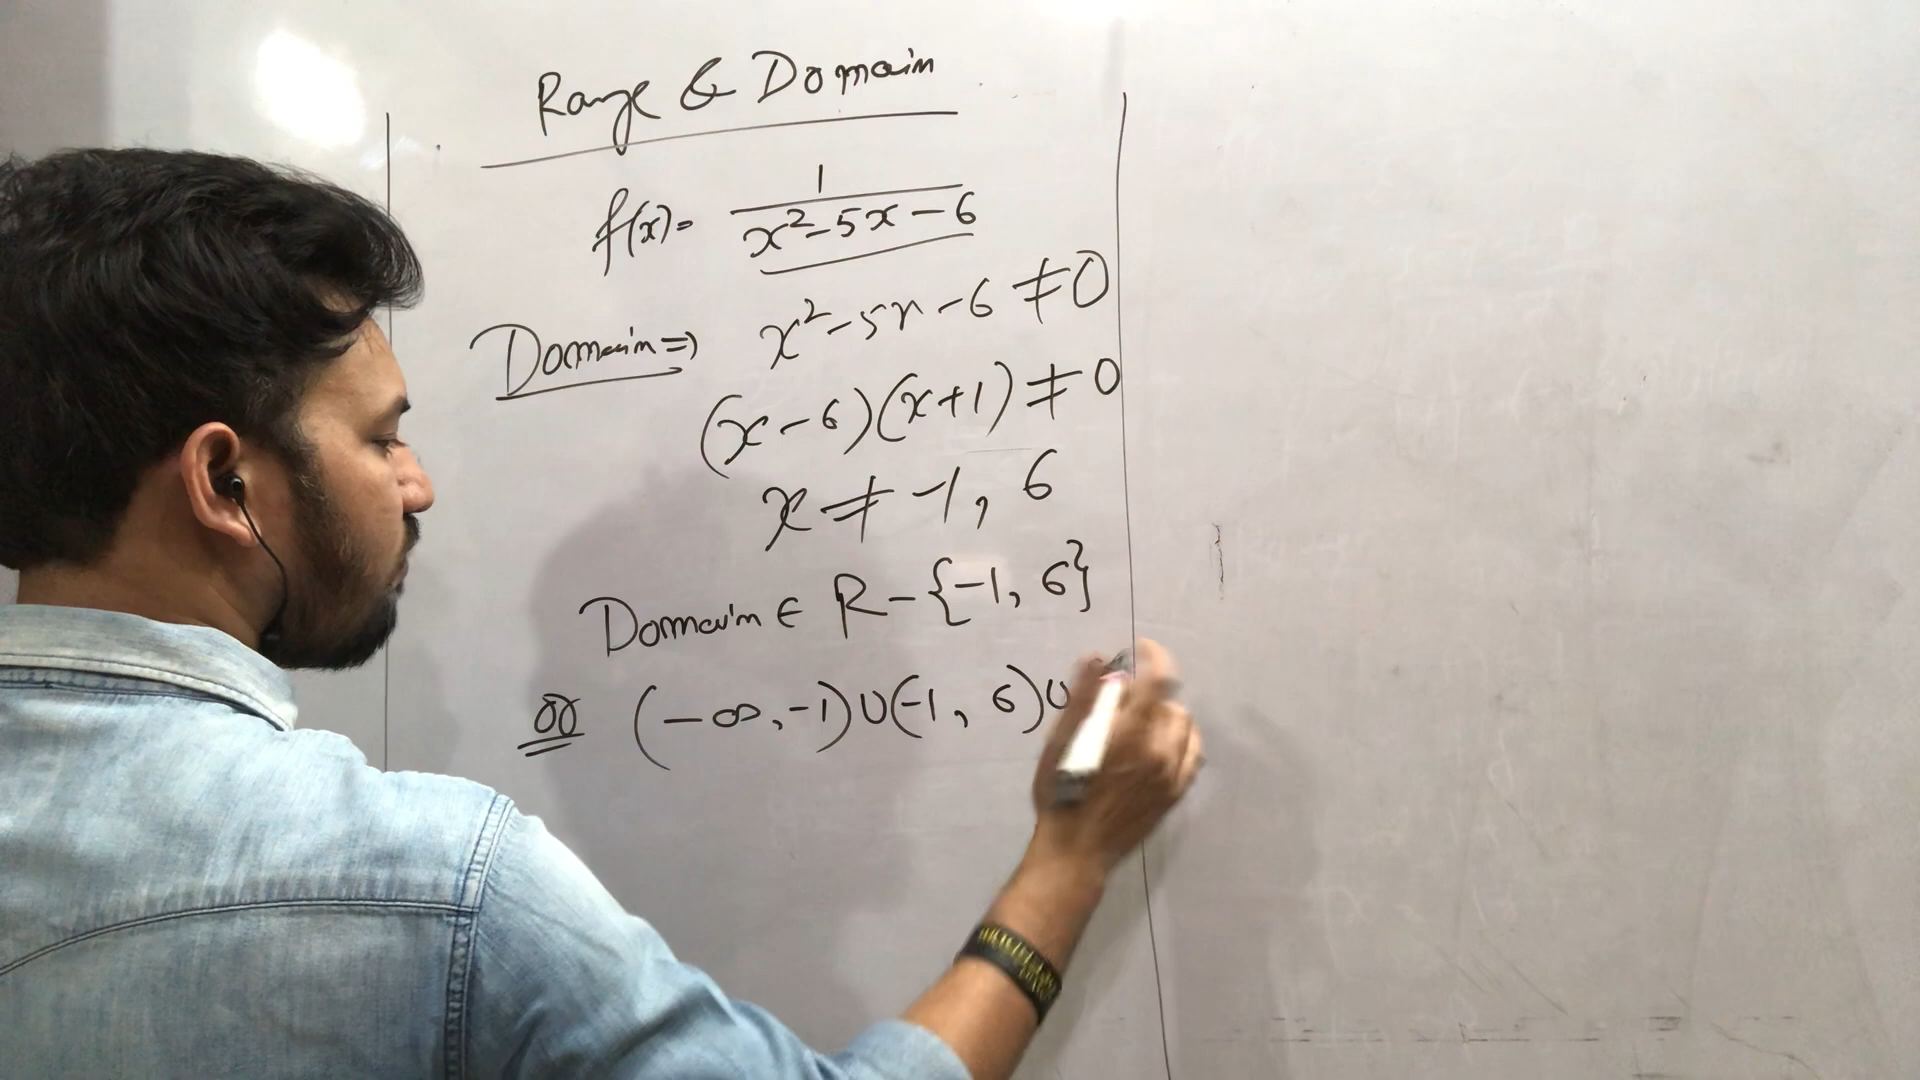 Range & Domain
f(x) = 1/(x²-5x-6)
Domain ⇒ x²-5x-6 ≠ 0
(x-6)(x+1) ≠ 0
x ≠ -1, 6
Domain ∈ R-{-1, 6}
or (-∞,-1)∪(-1, 6)∪